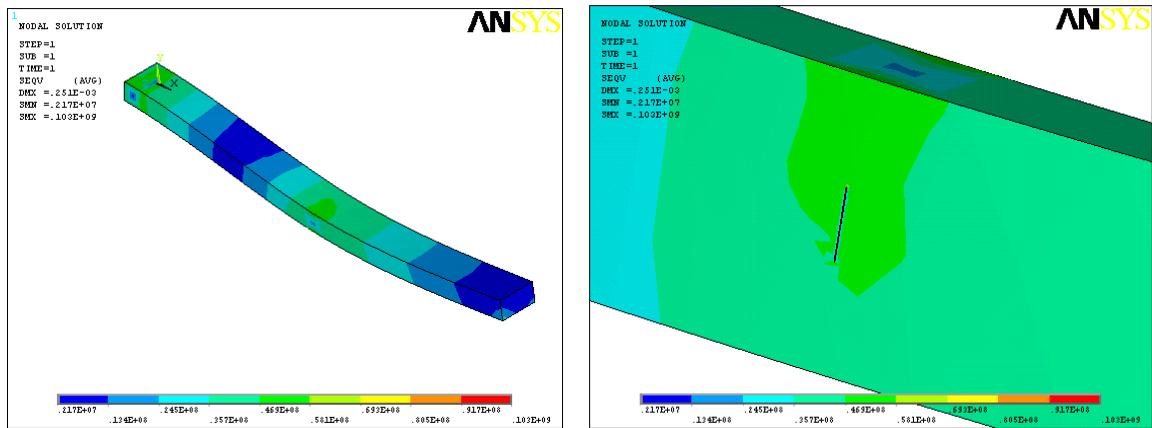 1
NODAL SOLUTION
STEP=1
SUB =1
TIME=1
SEQV (AVG)
DMX =.251E-03
SMN =.217E+07
SMX =.103E+09
ANSYS
Y
Z X
.217E+07 .245E+08 .469E+08 .693E+08 .917E+08
.134E+08 .357E+08 .581E+08 .805E+08 .103E+09
NODAL SOLUTION
STEP=1
SUB =1
TIME=1
SEQV (AVG)
DMX =.251E-03
SMN =.217E+07
SMX =.103E+09
ANSYS
.217E+07 .245E+08 .469E+08 .693E+08 .917E+08
.134E+08 .357E+08 .581E+08 .805E+08 .103E+09